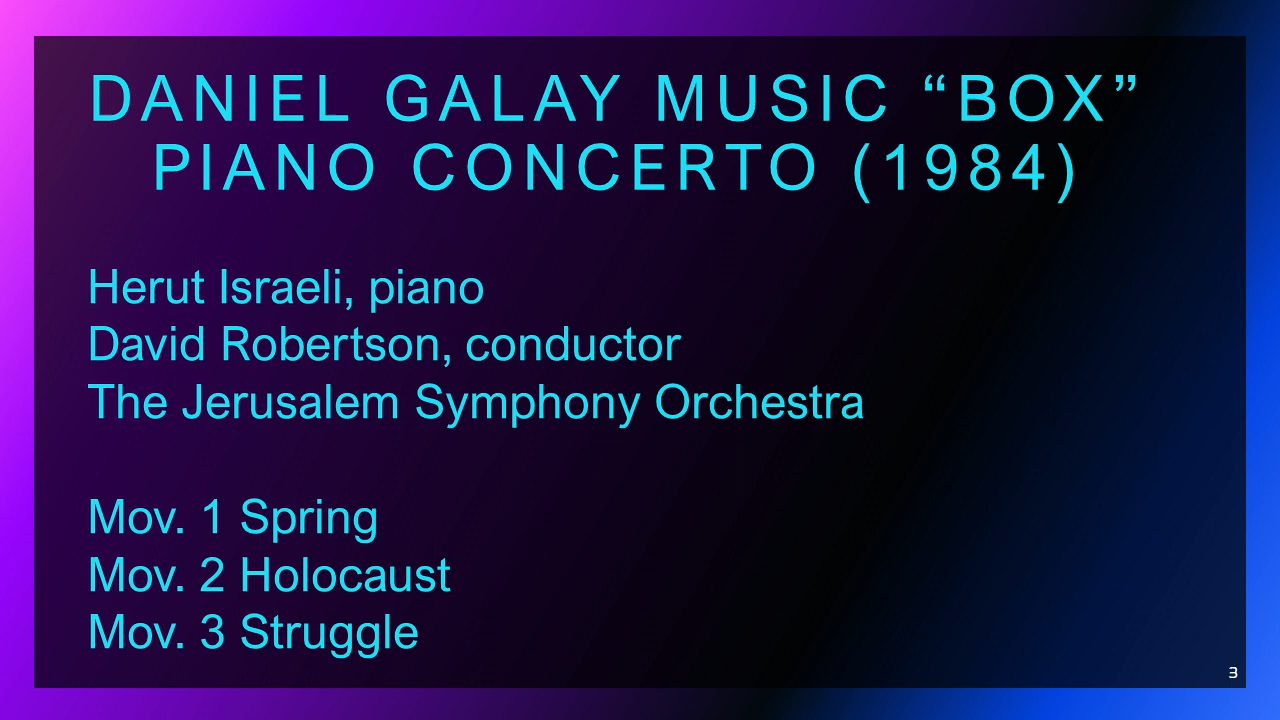 DANIEL GALAY MUSIC “BOX”
PIANO CONCERTO (1984)
Herut Israeli, piano
David Robertson, conductor
The Jerusalem Symphony Orchestra
Mov. 1 Spring
Mov. 2 Holocaust
Mov. 3 Struggle
3